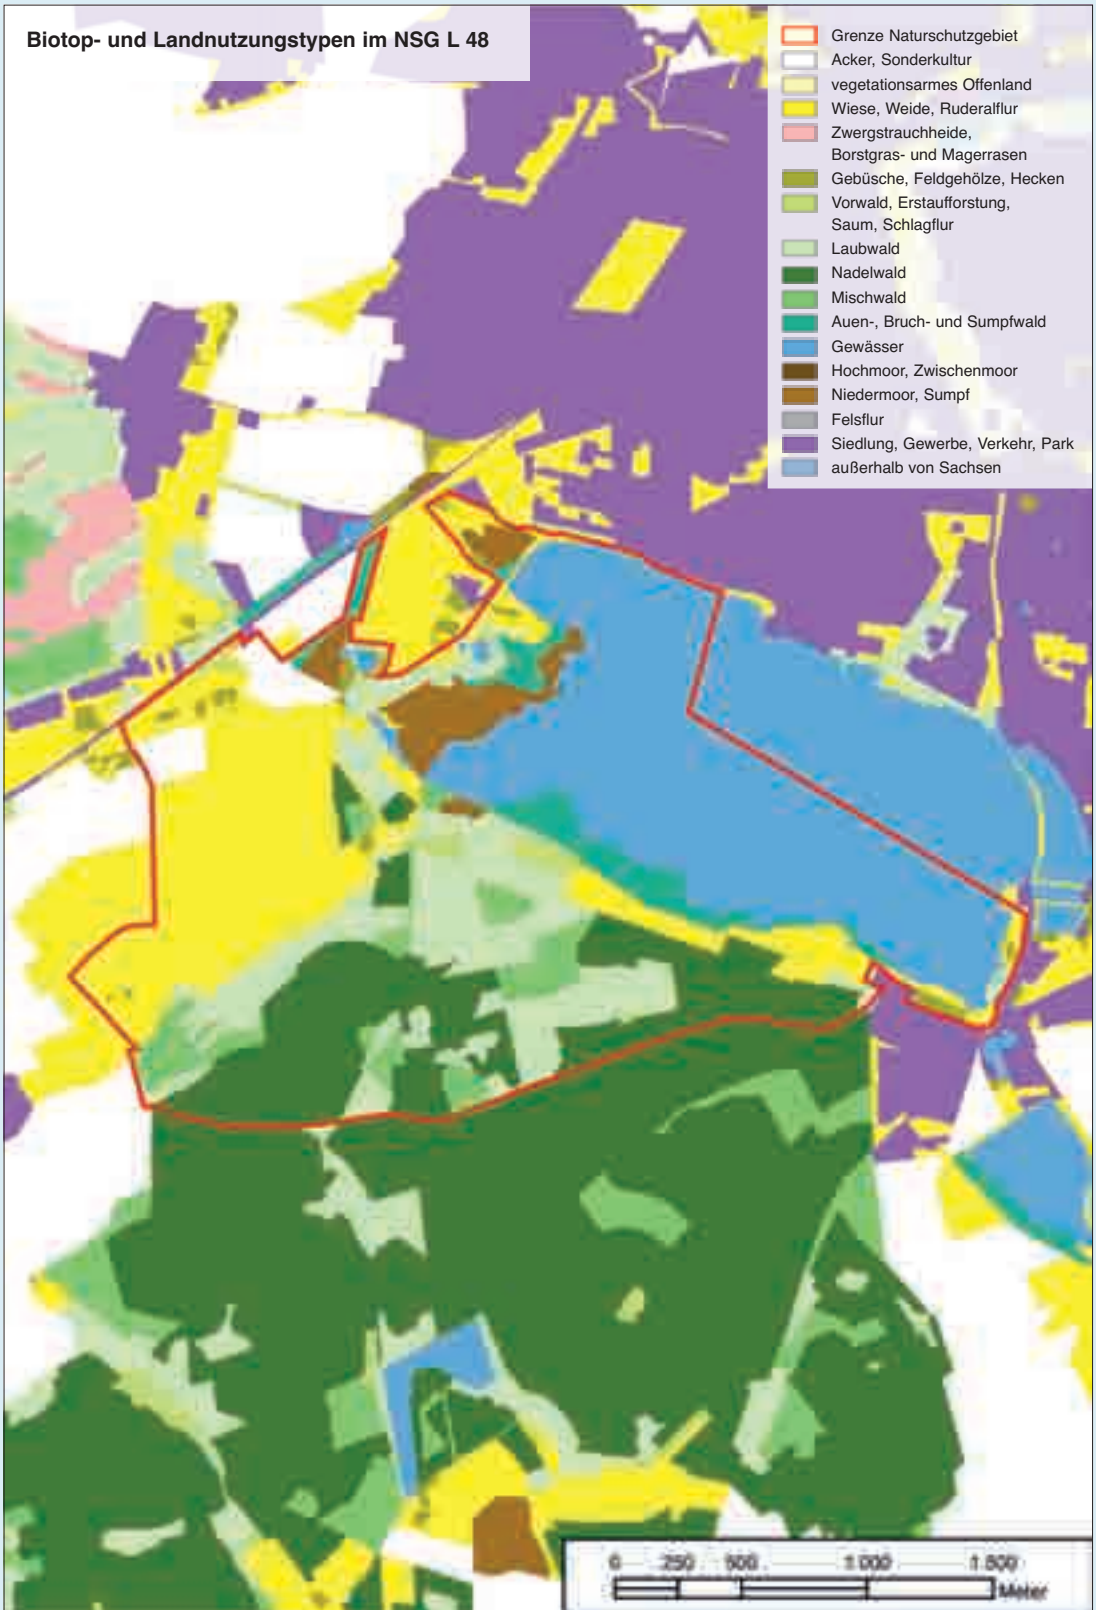 Biotop- und Landnutzungstypen im NSG L 48
Grenze Naturschutzgebiet
Acker, Sonderkultur
vegetationsarmes Offenland
Wiese, Weide, Ruderalflur
Zwergstrauchheide,
Borstgras- und Magerrasen
Gebüsche, Feldgehölze, Hecken
Vorwald, Erstaufforstung,
Saum, Schlagflur
Laubwald
Nadelwald
Mischwald
Auen-, Bruch- und Sumpfwald
Gewässer
Hochmoor, Zwischenmoor
Niedermoor, Sumpf
Felsflur
Siedlung, Gewerbe, Verkehr, Park
außerhalb von Sachsen
0 250 500 1 000 1 500
Meter